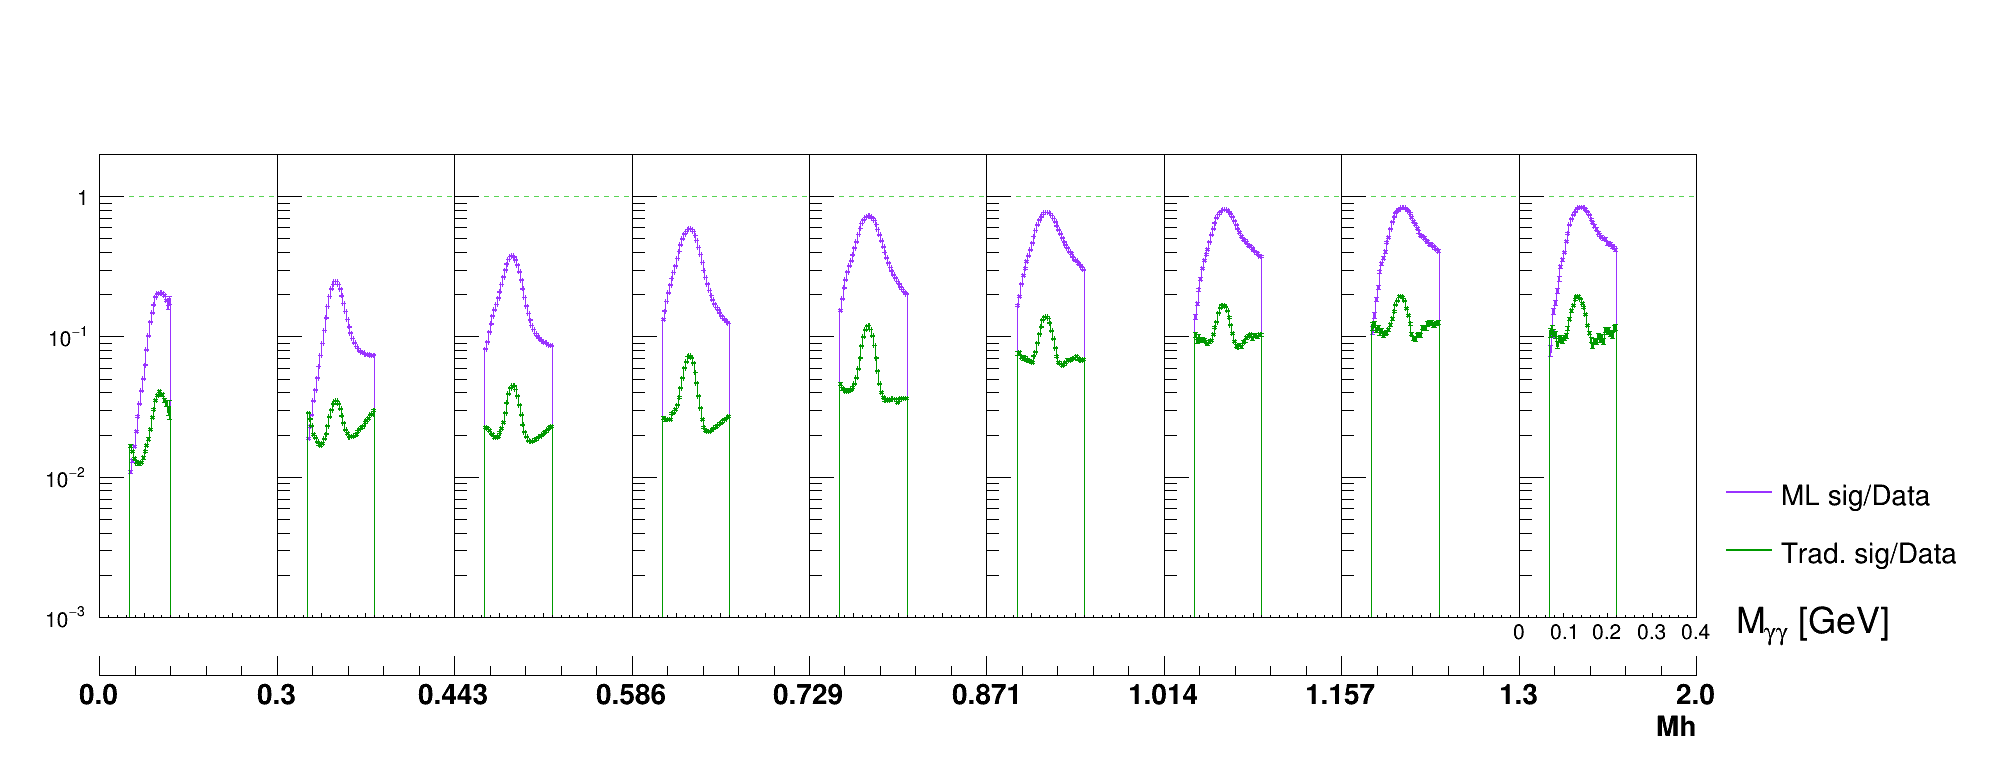 1
10⁻¹
10⁻²
10⁻³
ML sig/Data
Trad. sig/Data
0 0.1 0.2 0.3 0.4
Mγγ [GeV]
0.0 0.3 0.443 0.586 0.729 0.871 1.014 1.157 1.3 2.0
Mh